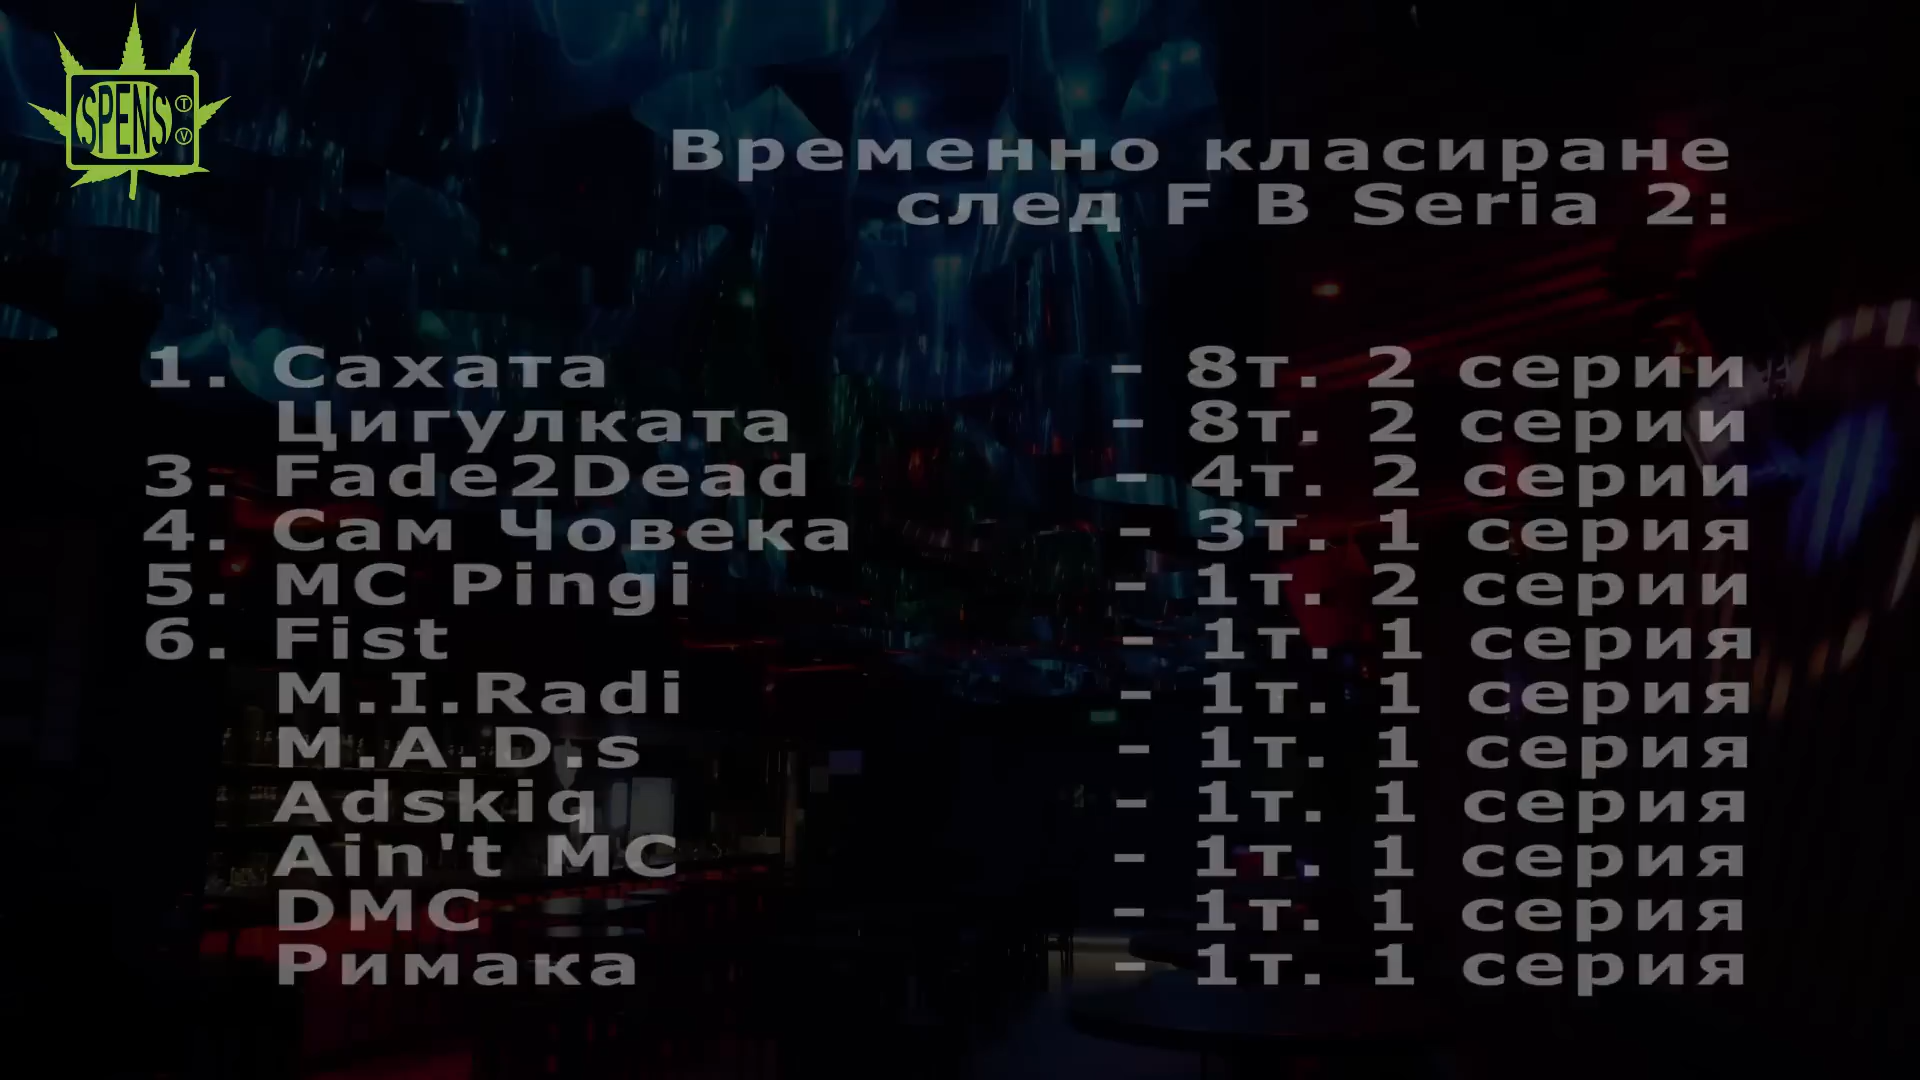 SPENS TV
Временно класиране
след F B Seria 2:
1. Сахата - 8т. 2 серии
Цигулката - 8т. 2 серии
3. Fade2Dead - 4т. 2 серии
4. Сам Човека - 3т. 1 серия
5. MC Pingi - 1т. 2 серии
6. Fist - 1т. 1 серия
M.I.Radi - 1т. 1 серия
M.A.D.s - 1т. 1 серия
Adskiq - 1т. 1 серия
Ain't MC - 1т. 1 серия
DMC - 1т. 1 серия
Римака - 1т. 1 серия